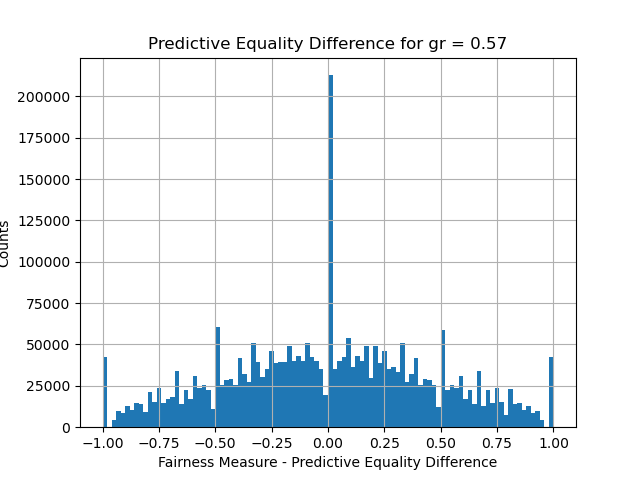 Predictive Equality Difference for gr = 0.57
200000
175000
150000
125000
100000
75000
50000
25000
0
Counts
−1.00 −0.75 −0.50 −0.25 0.00 0.25 0.50 0.75 1.00
Fairness Measure - Predictive Equality Difference